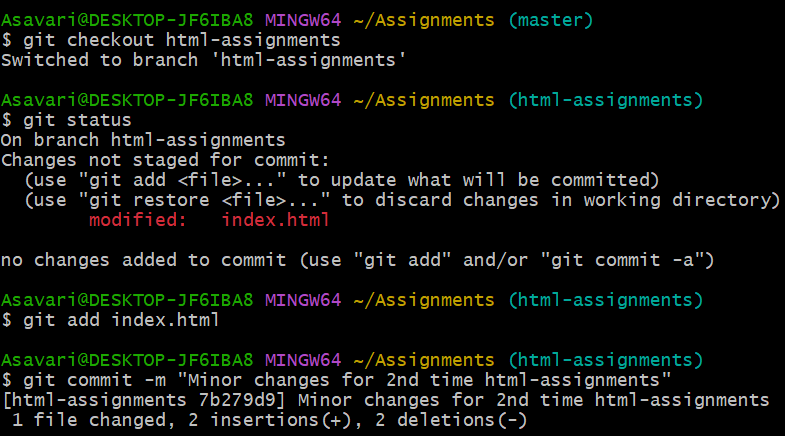 Asavari@DESKTOP-JF6IBA8 MINGW64 ~/Assignments (master)
$ git checkout html-assignments
Switched to branch 'html-assignments'

Asavari@DESKTOP-JF6IBA8 MINGW64 ~/Assignments (html-assignments)
$ git status
On branch html-assignments
Changes not staged for commit:
  (use "git add <file>..." to update what will be committed)
  (use "git restore <file>..." to discard changes in working directory)
        modified:   index.html

no changes added to commit (use "git add" and/or "git commit -a")

Asavari@DESKTOP-JF6IBA8 MINGW64 ~/Assignments (html-assignments)
$ git add index.html

Asavari@DESKTOP-JF6IBA8 MINGW64 ~/Assignments (html-assignments)
$ git commit -m "Minor changes for 2nd time html-assignments"
[html-assignments 7b279d9] Minor changes for 2nd time html-assignments
 1 file changed, 2 insertions(+), 2 deletions(-)